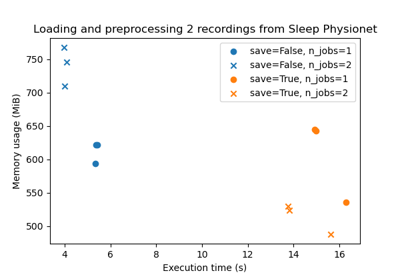 Loading and preprocessing 2 recordings from Sleep Physionet
save=False, n_jobs=1
save=False, n_jobs=2
save=True, n_jobs=1
save=True, n_jobs=2
Memory usage (MiB)
750
700
650
600
550
500
4 6 8 10 12 14 16
Execution time (s)